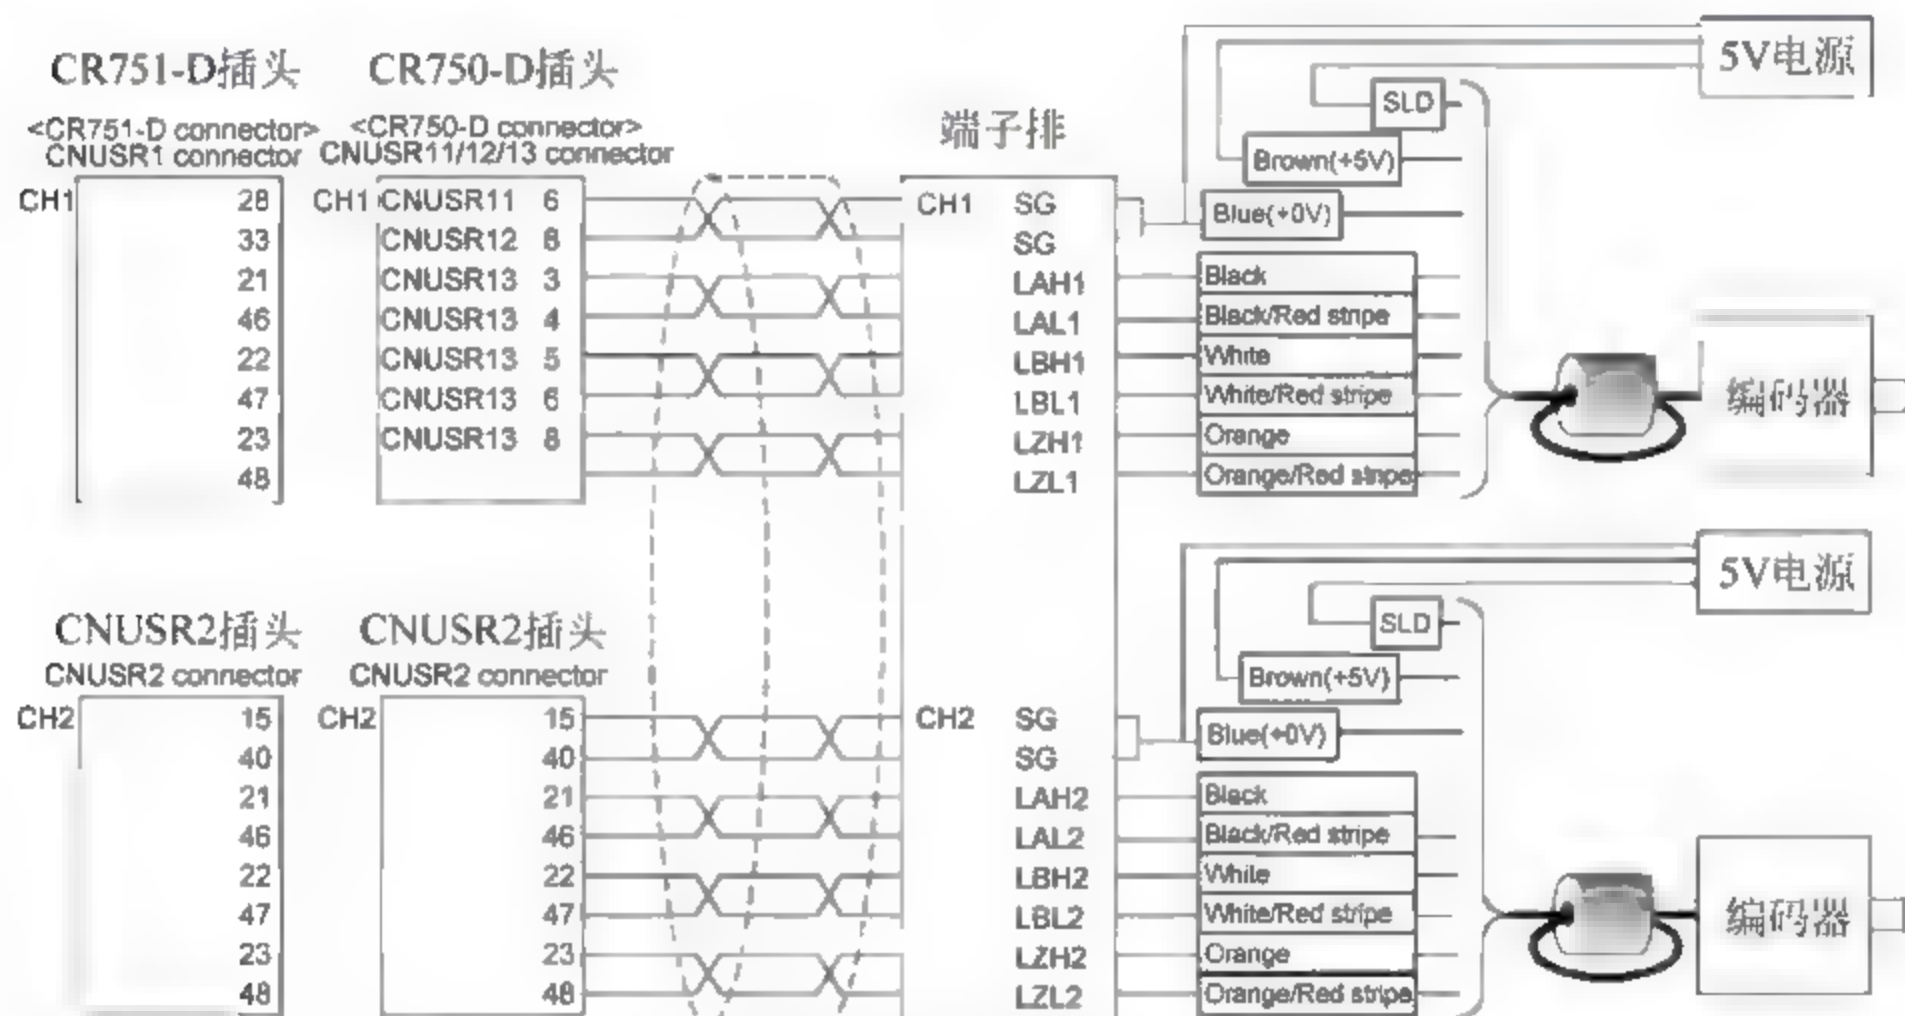 CR751-D插头
CR750-D插头
<CR751-D connector>
CNUSR1 connector
<CR750-D connector>
CNUSR11/12/13 connector
端子排
5V电源
CH1
28
33
21
46
22
47
23
48
CH1
CNUSR11 6
CNUSR12 8
CNUSR13 3
CNUSR13 4
CNUSR13 5
CNUSR13 6
CNUSR13 8
CH1
SG
SG
LAH1
LAL1
LBH1
LBL1
LZH1
LZL1
SLD
Brown(+5V)
Blue(+0V)
Black
Black/Red stripe
White
White/Red stripe
Orange
Orange/Red stripe
编码器
CNUSR2插头
CNUSR2 connector
CNUSR2插头
CNUSR2 connector
5V电源
CH2
15
40
21
46
22
47
23
48
CH2
15
40
21
46
22
47
23
48
CH2
SG
SG
LAH2
LAL2
LBH2
LBL2
LZH2
LZL2
SLD
Brown(+5V)
Blue(+0V)
Black
Black/Red stripe
White
White/Red stripe
Orange
Orange/Red stripe
编码器